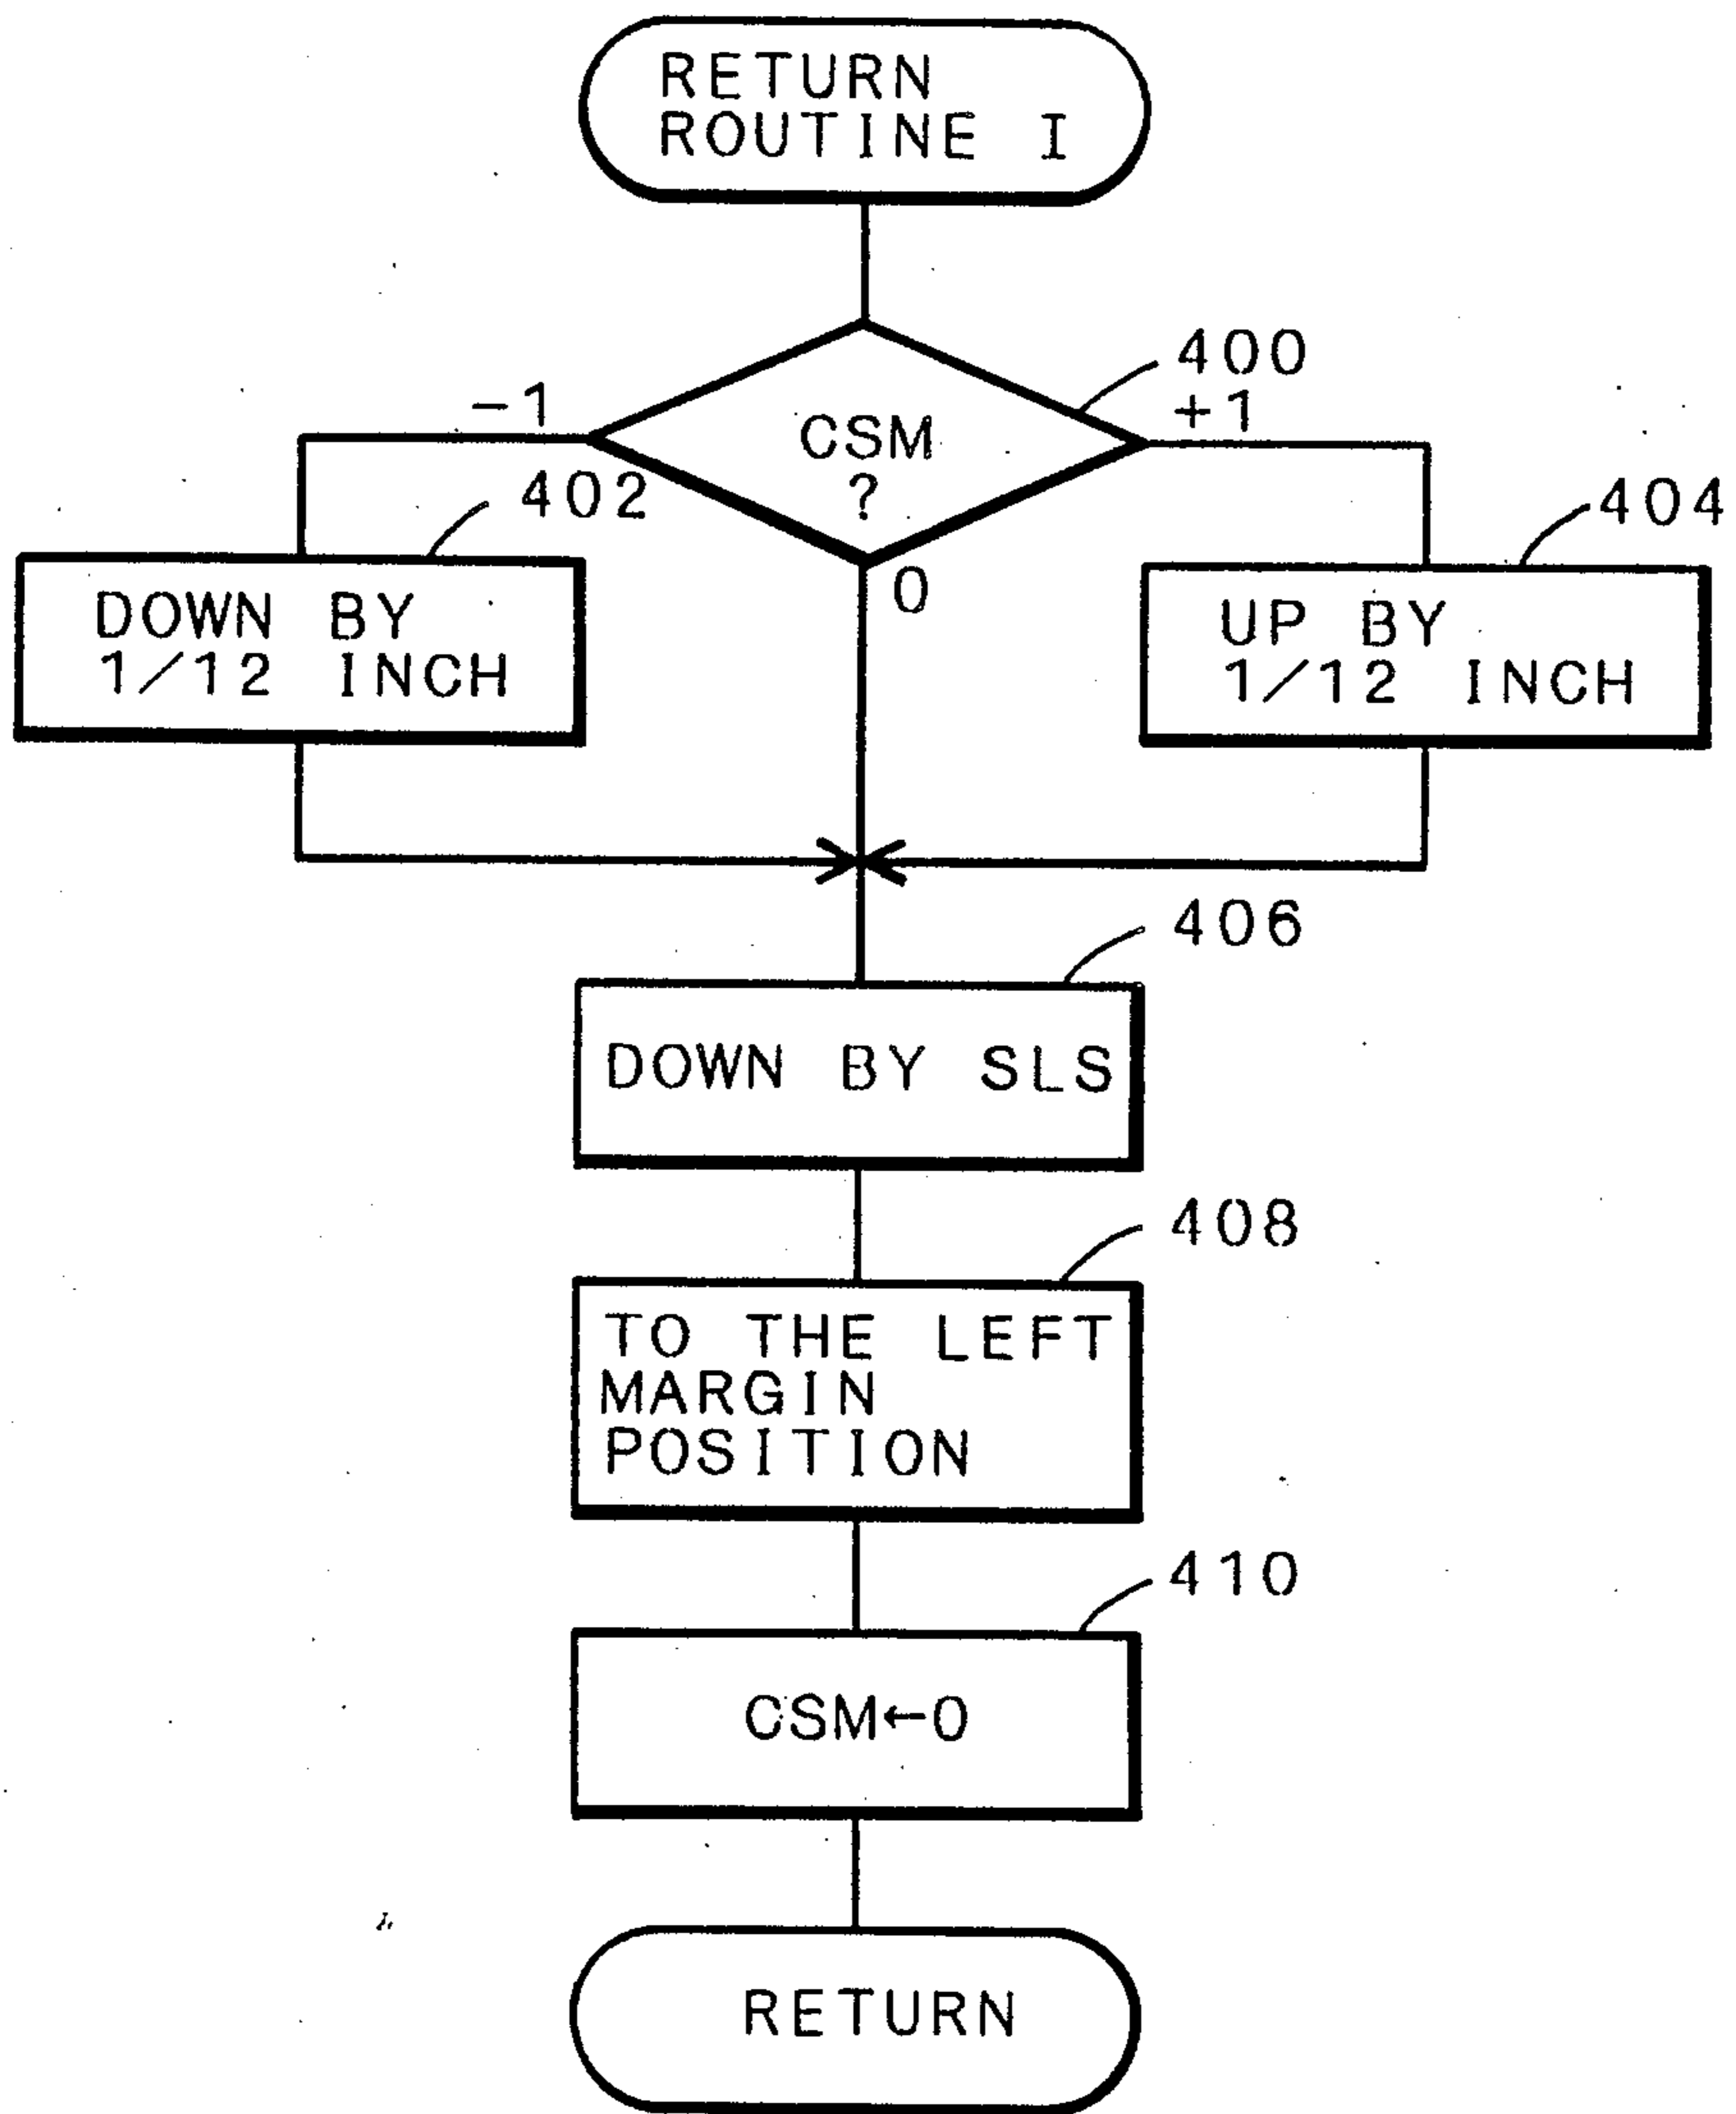 RETURN
ROUTINE I
400
-1
+1
CSM
?
402
404
0
DOWN BY
1/12 INCH
UP BY
1/12 INCH
406
DOWN BY SLS
408
TO THE LEFT
MARGIN
POSITION
410
CSM←0
RETURN